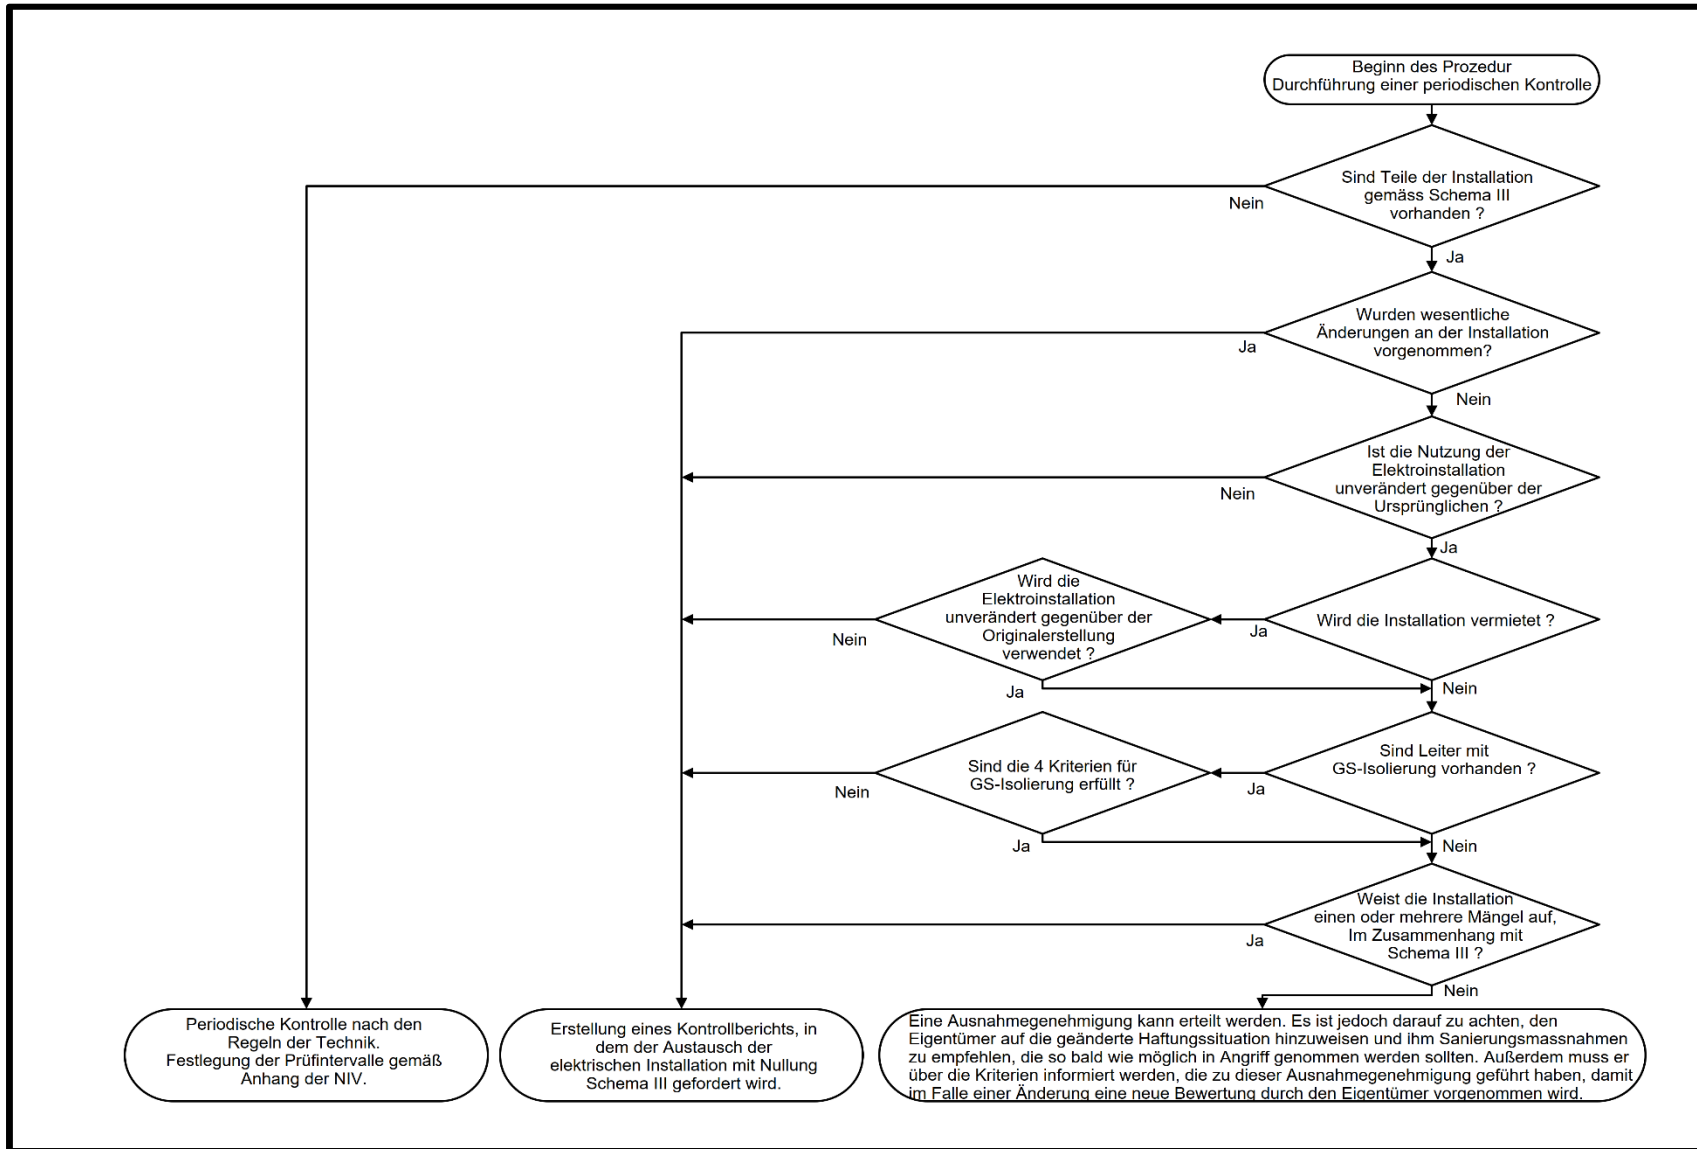 Beginn des Prozedur
Durchführung einer periodischen Kontrolle
Sind Teile der Installation
gemäss Schema III
vorhanden ?
Nein
Ja
Wurden wesentliche
Änderungen an der Installation
vorgenommen?
Ja
Nein
Ist die Nutzung der
Elektroinstallation
unverändert gegenüber der
Ursprünglichen ?
Nein
Ja
Wird die
Elektroinstallation
unverändert gegenüber der
Originalerstellung
verwendet ?
Wird die Installation vermietet ?
Nein
Ja
Ja
Nein
Sind die 4 Kriterien für
GS-Isolierung erfüllt ?
Sind Leiter mit
GS-Isolierung vorhanden ?
Nein
Ja
Ja
Nein
Weist die Installation
einen oder mehrere Mängel auf,
Im Zusammenhang mit
Schema III ?
Ja
Nein
Periodische Kontrolle nach den
Regeln der Technik.
Festlegung der Prüfintervalle gemäß
Anhang der NIV.
Erstellung eines Kontrollberichts, in
dem der Austausch der
elektrischen Installation mit Nullung
Schema III gefordert wird.
Eine Ausnahmegenehmigung kann erteilt werden. Es ist jedoch darauf zu achten, den
Eigentümer auf die geänderte Haftungssituation hinzuweisen und ihm Sanierungsmassnahmen
zu empfehlen, die so bald wie möglich in Angriff genommen werden sollten. Außerdem muss er
über die Kriterien informiert werden, die zu dieser Ausnahmegenehmigung geführt haben, damit
im Falle einer Änderung eine neue Bewertung durch den Eigentümer vorgenommen wird.